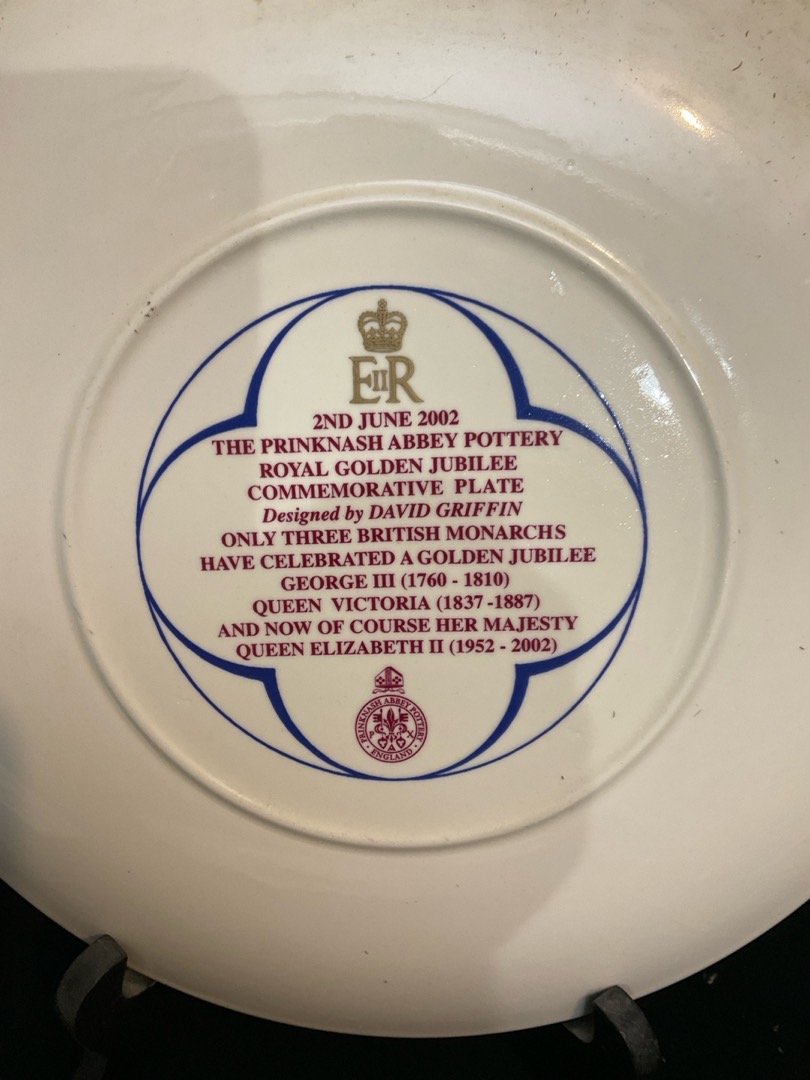 EIIR
2ND JUNE 2002
THE PRINKNASH ABBEY POTTERY
ROYAL GOLDEN JUBILEE
COMMEMORATIVE PLATE
Designed by DAVID GRIFFIN
ONLY THREE BRITISH MONARCHS
HAVE CELEBRATED A GOLDEN JUBILEE
GEORGE III (1760 - 1810)
QUEEN VICTORIA (1837 -1887)
AND NOW OF COURSE HER MAJESTY
QUEEN ELIZABETH II (1952 - 2002)
PRINKNASH ABBEY POTTERY
P X
A
ENGLAND